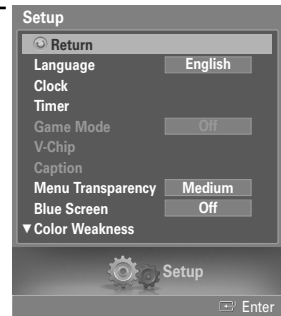 Setup
Return
Language English
Clock
Timer
Game Mode Off
V-Chip
Caption
Menu Transparency Medium
Blue Screen Off
▼ Color Weakness
Setup
Enter